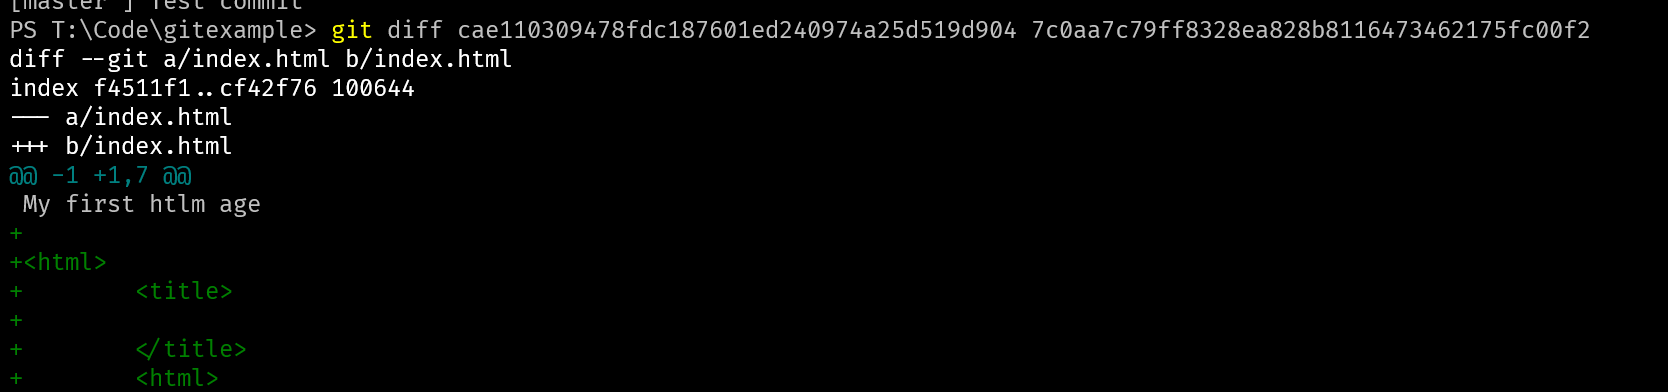 [master ] Test commit
PS T:\Code\gitexample> git diff cae110309478fdc187601ed240974a25d519d904 7c0aa7c79ff8328ea828b8116473462175fc00f2
diff --git a/index.html b/index.html
index f4511f1..cf42f76 100644
--- a/index.html
+++ b/index.html
@@ -1 +1,7 @@
 My first htlm age
+
+<html>
+        <title>
+
+        </title>
+        <html>